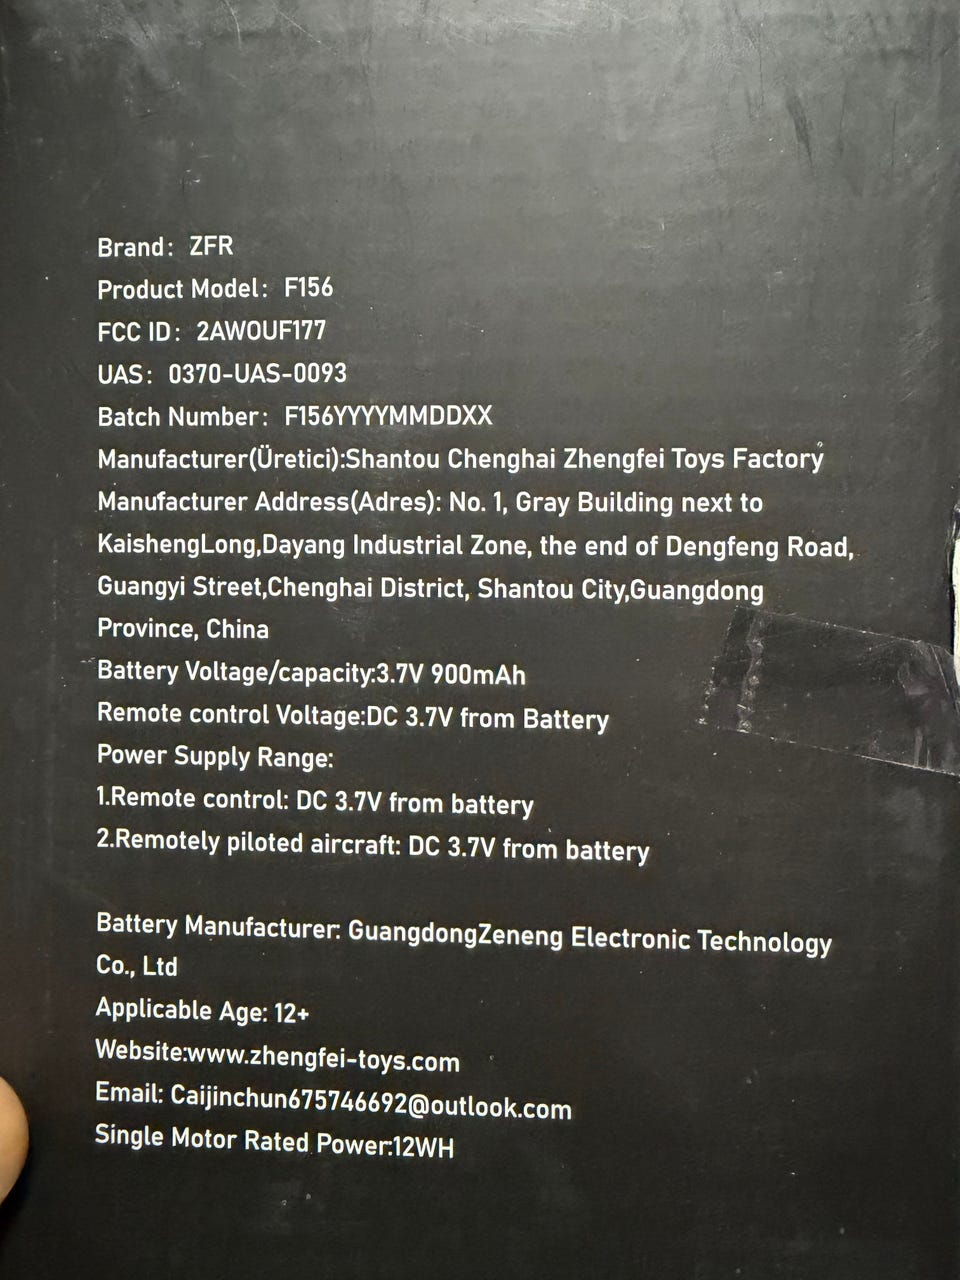 Brand: ZFR
Product Model: F156
FCC ID: 2AWOUF177
UAS: 0370-UAS-0093
Batch Number: F156YYYYMMDDXX
Manufacturer(Üretici):Shantou Chenghai Zhengfei Toys Factory
Manufacturer Address(Adres): No. 1, Gray Building next to
KaishengLong,Dayang Industrial Zone, the end of Dengfeng Road,
Guangyi Street,Chenghai District, Shantou City,Guangdong
Province, China
Battery Voltage/capacity:3.7V 900mAh
Remote control Voltage:DC 3.7V from Battery
Power Supply Range:
1.Remote control: DC 3.7V from battery
2.Remotely piloted aircraft: DC 3.7V from battery
Battery Manufacturer: GuangdongZeneng Electronic Technology
Co., Ltd
Applicable Age: 12+
Website:www.zhengfei-toys.com
Email: Caijinchun675746692@outlook.com
Single Motor Rated Power:12WH